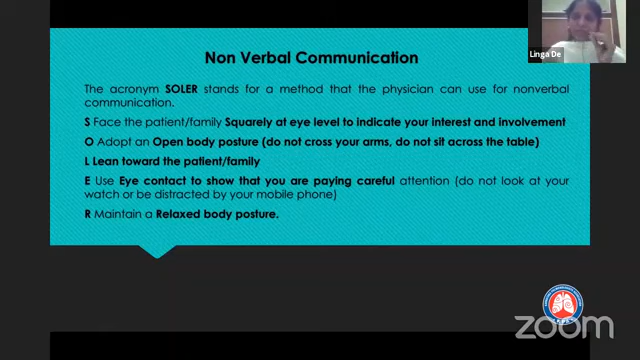 Linga De
Non Verbal Communication
The acronym SOLER stands for a method that the physician can use for nonverbal
communication.
S Face the patient/family Squarely at eye level to indicate your interest and involvement
O Adopt an Open body posture (do not cross your arms, do not sit across the table)
L Lean toward the patient/family
E Use Eye contact to show that you are paying careful attention (do not look at your
watch or be distracted by your mobile phone)
R Maintain a Relaxed body posture.
zoom